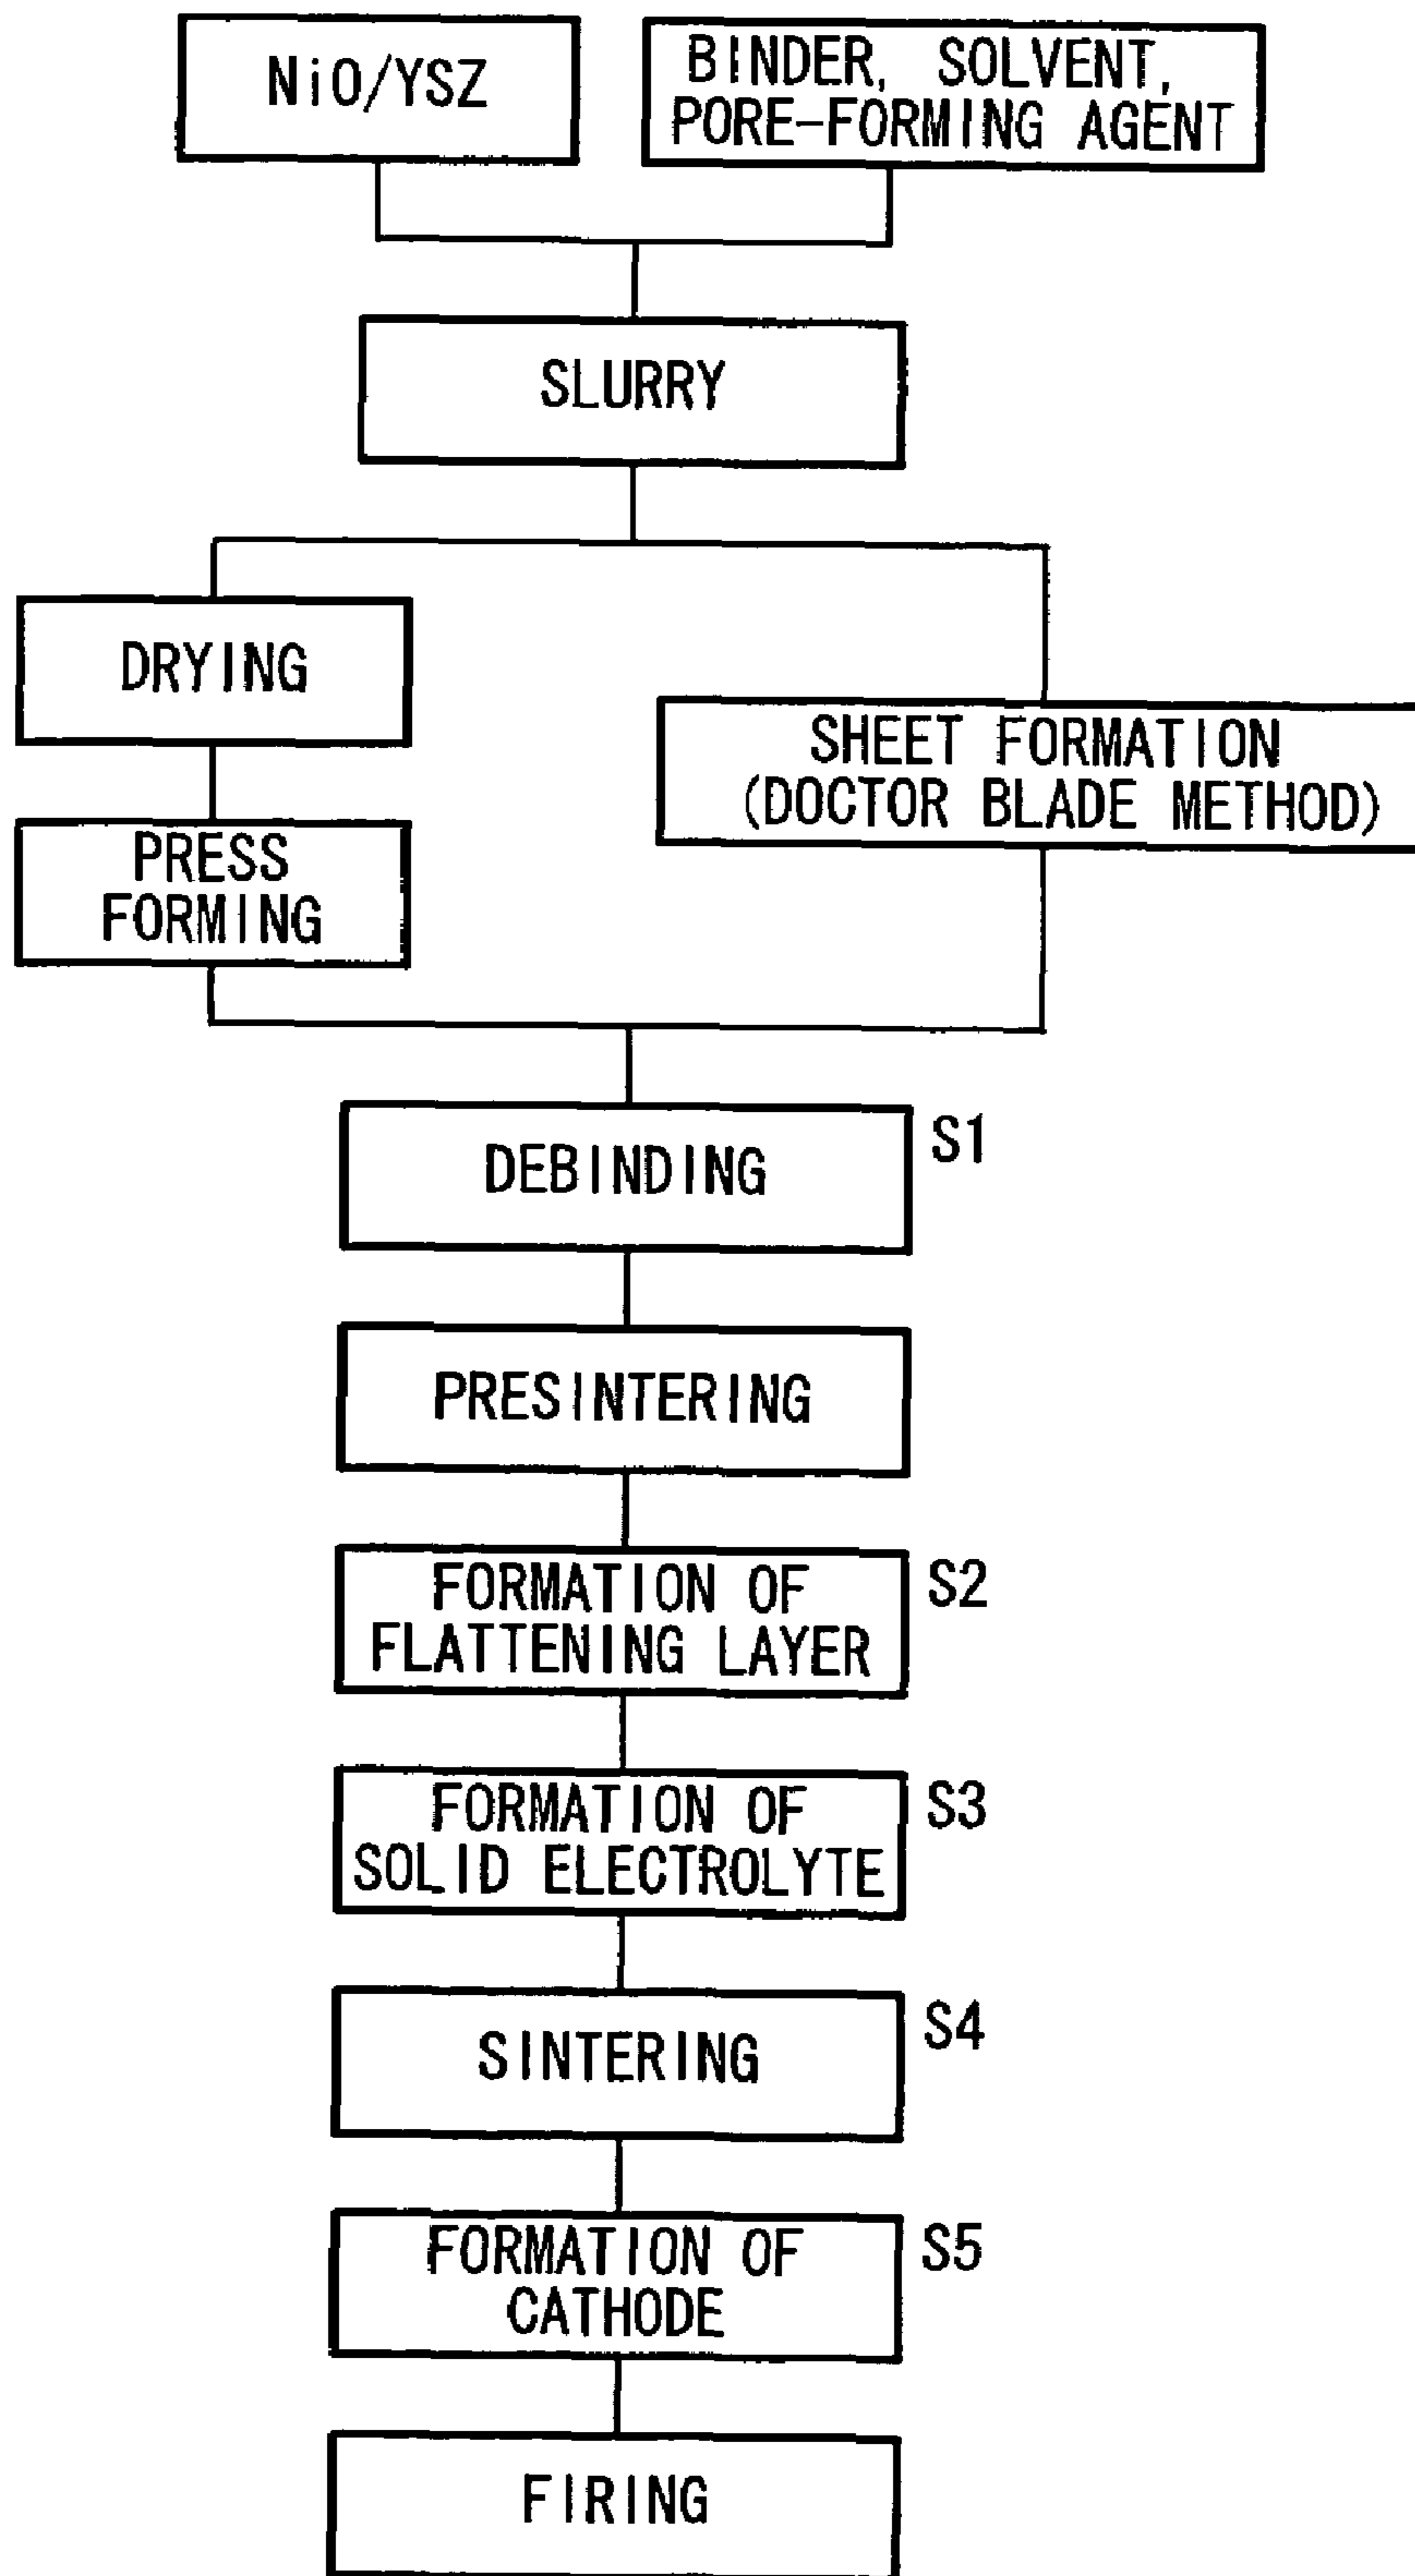 NiO/YSZ
BINDER, SOLVENT,
PORE-FORMING AGENT
SLURRY
DRYING
PRESS
FORMING
SHEET FORMATION
(DOCTOR BLADE METHOD)
DEBINDING
S1
PRESINTERING
FORMATION OF
FLATTENING LAYER
S2
FORMATION OF
SOLID ELECTROLYTE
S3
SINTERING
S4
FORMATION OF
CATHODE
S5
FIRING